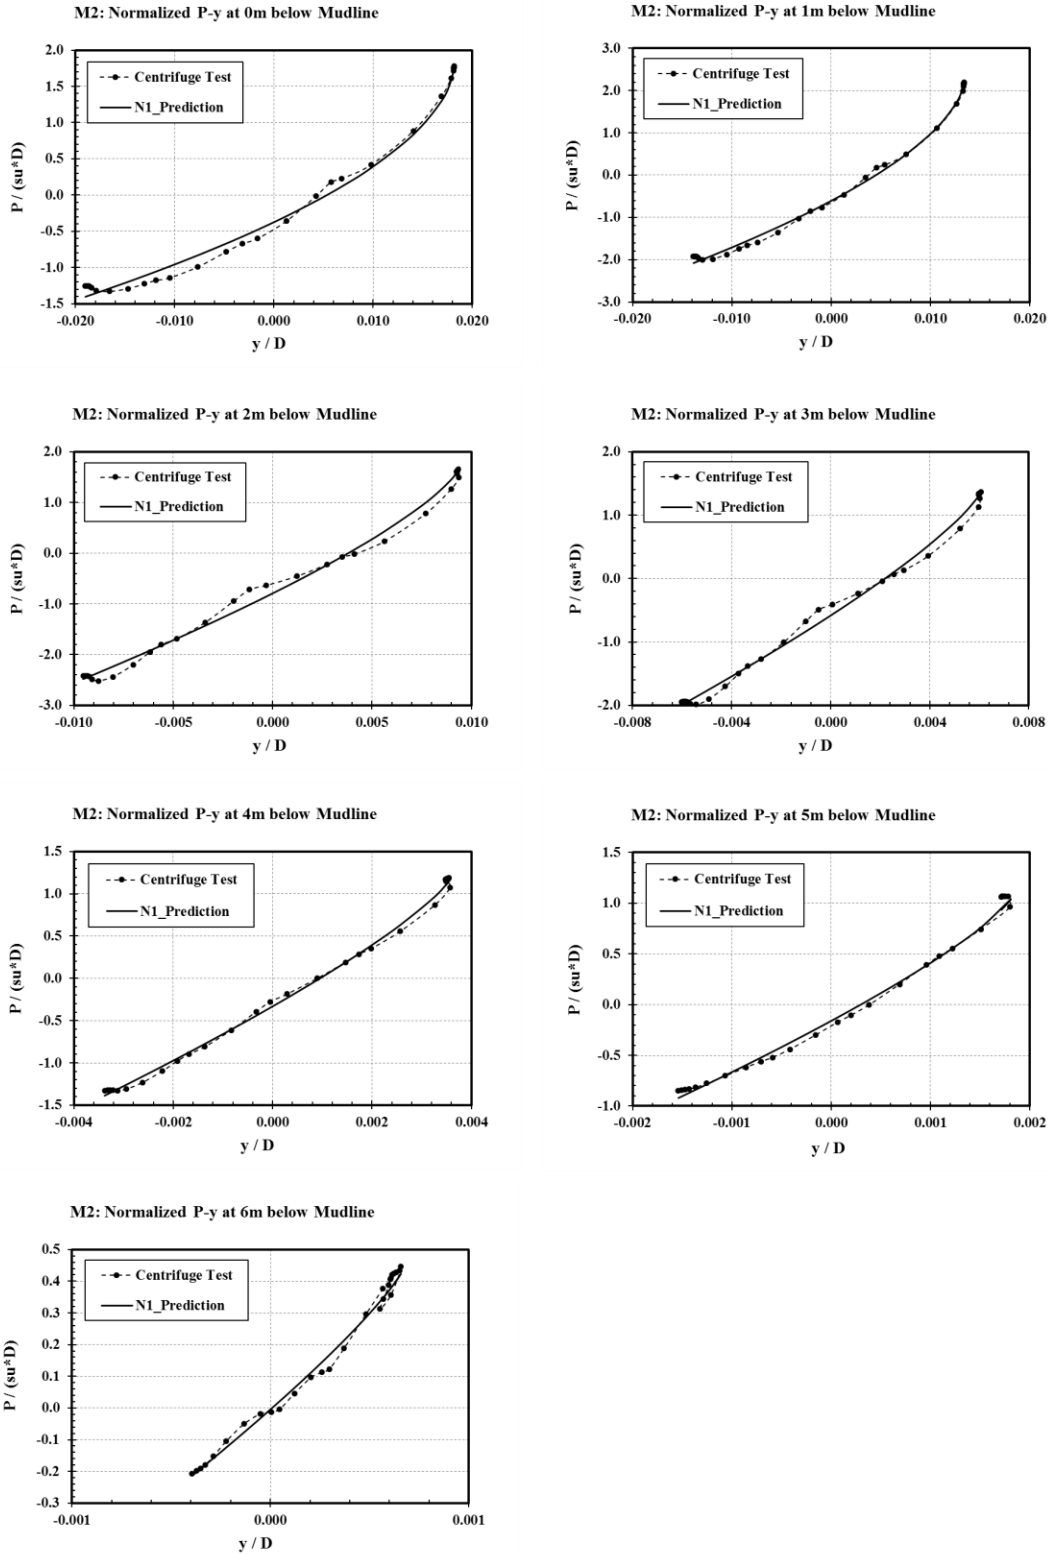 M2: Normalized P-y at 0m below Mudline
2.0
1.5
1.0
0.5
0.0
-0.5
-1.0
-1.5
P / (su*D)
Centrifuge Test
N1_Prediction
-0.020 -0.010 0.000 0.010 0.020
y / D
M2: Normalized P-y at 1m below Mudline
3.0
2.0
1.0
0.0
-1.0
-2.0
-3.0
P / (su*D)
Centrifuge Test
N1_Prediction
-0.020 -0.010 0.000 0.010 0.020
y / D
M2: Normalized P-y at 2m below Mudline
2.0
1.0
0.0
-1.0
-2.0
-3.0
P / (su*D)
Centrifuge Test
N1_Prediction
-0.010 -0.005 0.000 0.005 0.010
y / D
M2: Normalized P-y at 3m below Mudline
2.0
1.0
0.0
-1.0
-2.0
P / (su*D)
Centrifuge Test
N1_Prediction
-0.008 -0.004 0.000 0.004 0.008
y / D
M2: Normalized P-y at 4m below Mudline
1.5
1.0
0.5
0.0
-0.5
-1.0
-1.5
P / (su*D)
Centrifuge Test
N1_Prediction
-0.004 -0.002 0.000 0.002 0.004
y / D
M2: Normalized P-y at 5m below Mudline
1.5
1.0
0.5
0.0
-0.5
-1.0
P / (su*D)
Centrifuge Test
N1_Prediction
-0.002 -0.001 0.000 0.001 0.002
y / D
M2: Normalized P-y at 6m below Mudline
0.5
0.4
0.3
0.2
0.1
0.0
-0.1
-0.2
-0.3
P / (su*D)
Centrifuge Test
N1_Prediction
-0.001 0.000 0.001
y / D